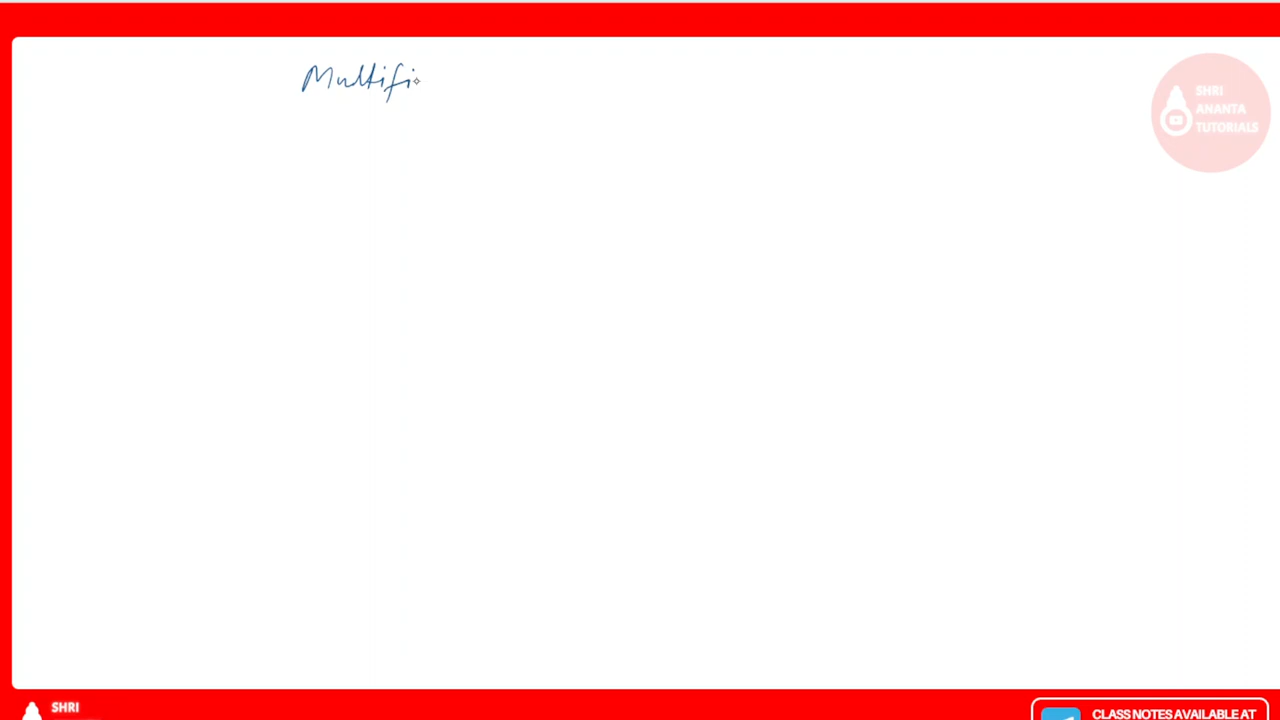 Multifi
SHRI
ANANTA
TUTORIALS
SHRI
CLASS NOTES AVAILABLE AT